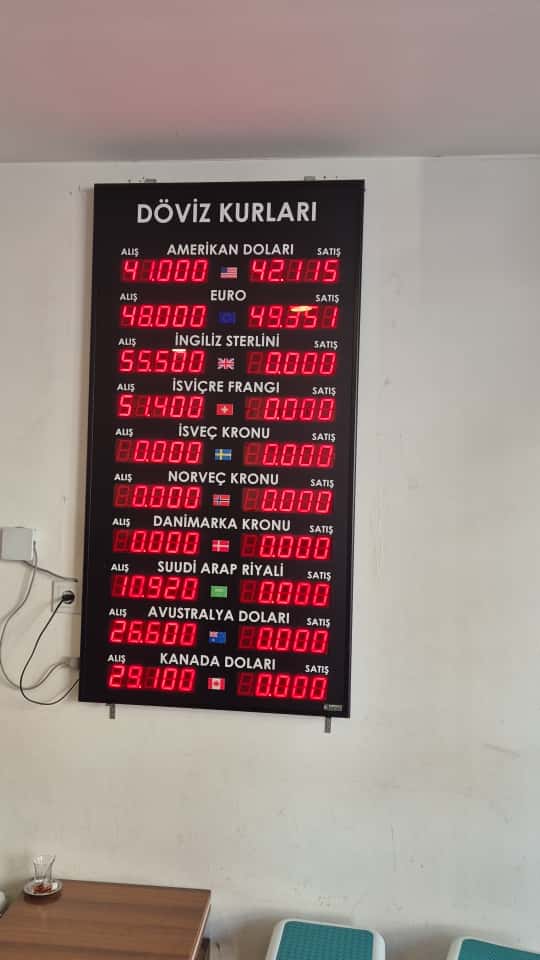 DÖVİZ KURLARI
ALIŞ AMERİKAN DOLARI SATIŞ
41.000 42.115
ALIŞ EURO SATIŞ
48.000 49.351
ALIŞ İNGİLİZ STERLİNİ SATIŞ
55.500 0.000
ALIŞ İSVİÇRE FRANGI SATIŞ
51.400 0.000
ALIŞ İSVEÇ KRONU SATIŞ
0.000 0.000
ALIŞ NORVEÇ KRONU SATIŞ
0.000 0.000
ALIŞ DANİMARKA KRONU SATIŞ
0.000 0.000
ALIŞ SUUDİ ARAP RİYALİ SATIŞ
10.920 0.000
ALIŞ AVUSTRALYA DOLARI SATIŞ
26.600 0.000
ALIŞ KANADA DOLARI SATIŞ
29.100 0.000